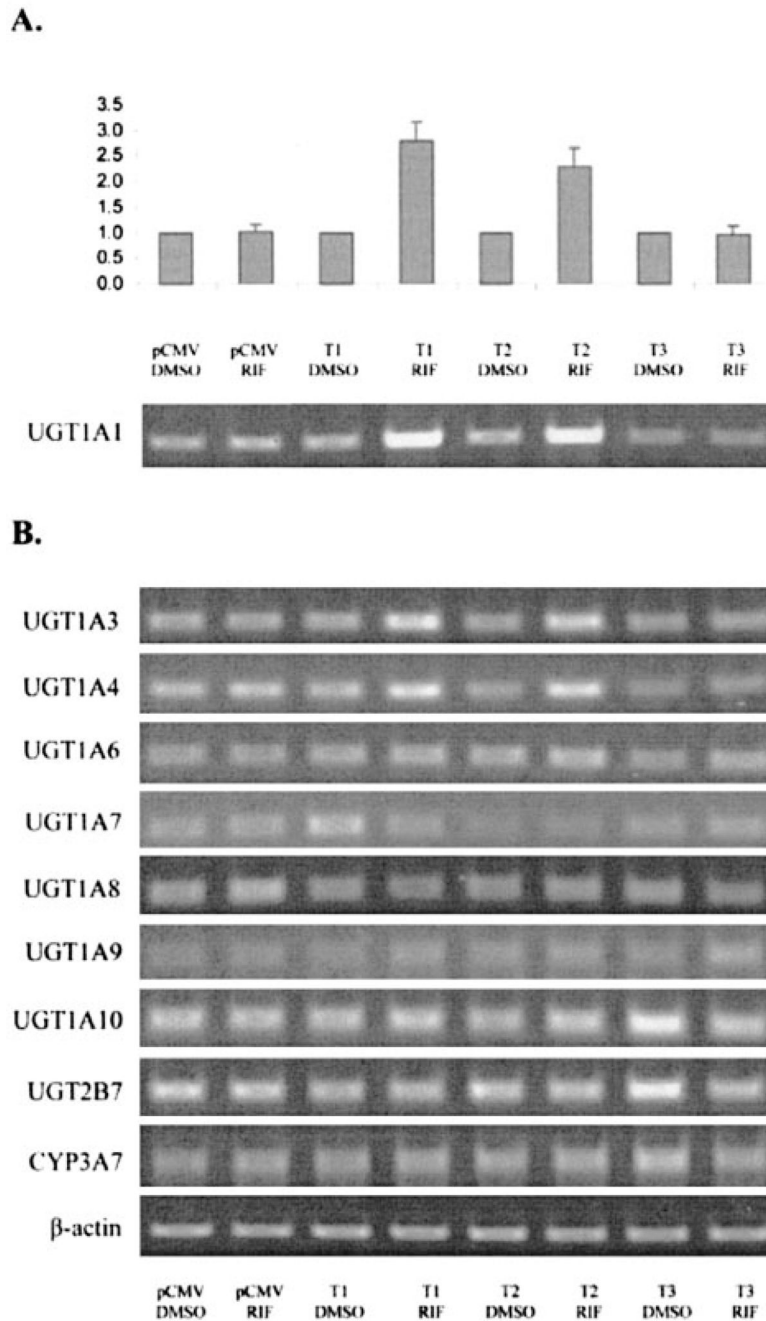 A.
3.5
3.0
2.5
2.0
1.5
1.0
0.5
0.0
pCMV DMSO
pCMV RIF
T1 DMSO
T1 RIF
T2 DMSO
T2 RIF
T3 DMSO
T3 RIF
UGT1A1
B.
UGT1A3
UGT1A4
UGT1A6
UGT1A7
UGT1A8
UGT1A9
UGT1A10
UGT2B7
CYP3A7
β-actin
pCMV DMSO
pCMV RIF
T1 DMSO
T1 RIF
T2 DMSO
T2 RIF
T3 DMSO
T3 RIF